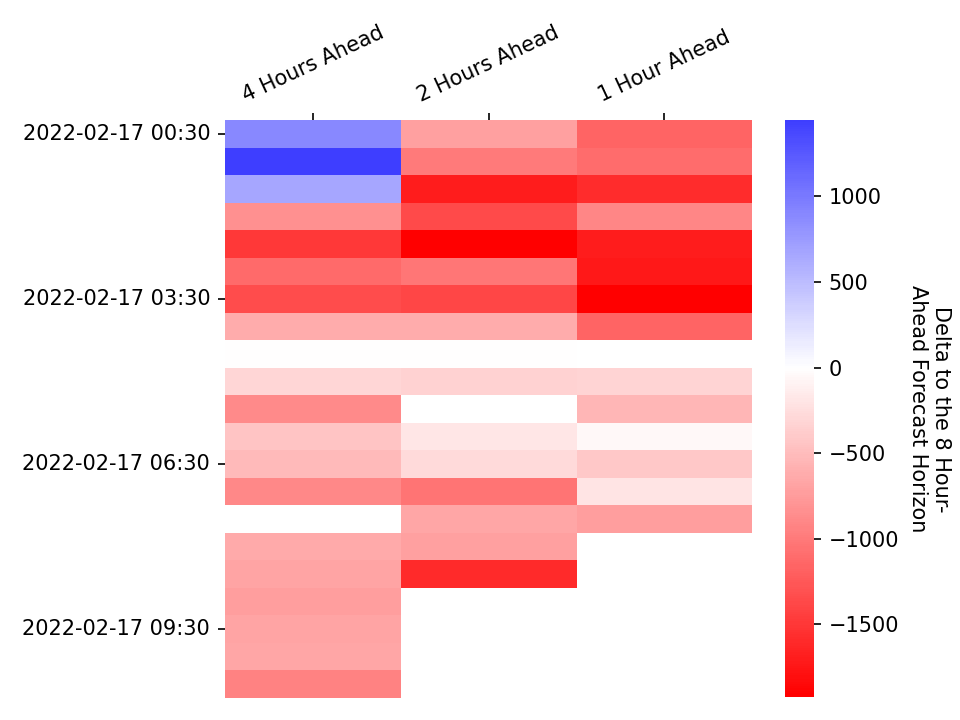 4 Hours Ahead
2 Hours Ahead
1 Hour Ahead
2022-02-17 00:30
2022-02-17 03:30
2022-02-17 06:30
2022-02-17 09:30
1000
500
0
−500
−1000
−1500
Delta to the 8 Hour-
Ahead Forecast Horizon